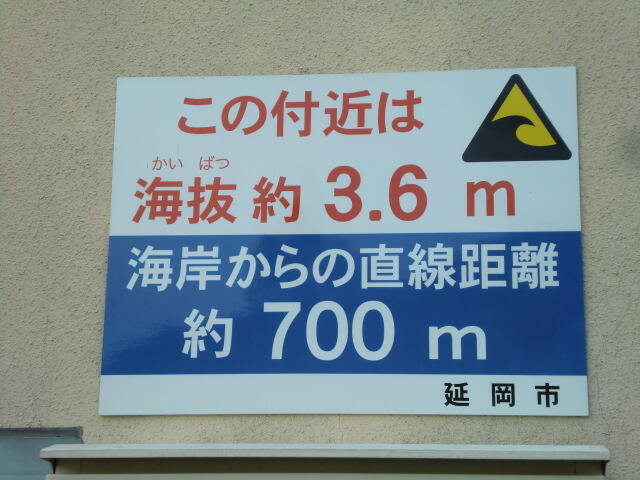 この付近は
かい ばつ
海抜 約 3.6 m
海岸からの直線距離
約 700 m
延岡市